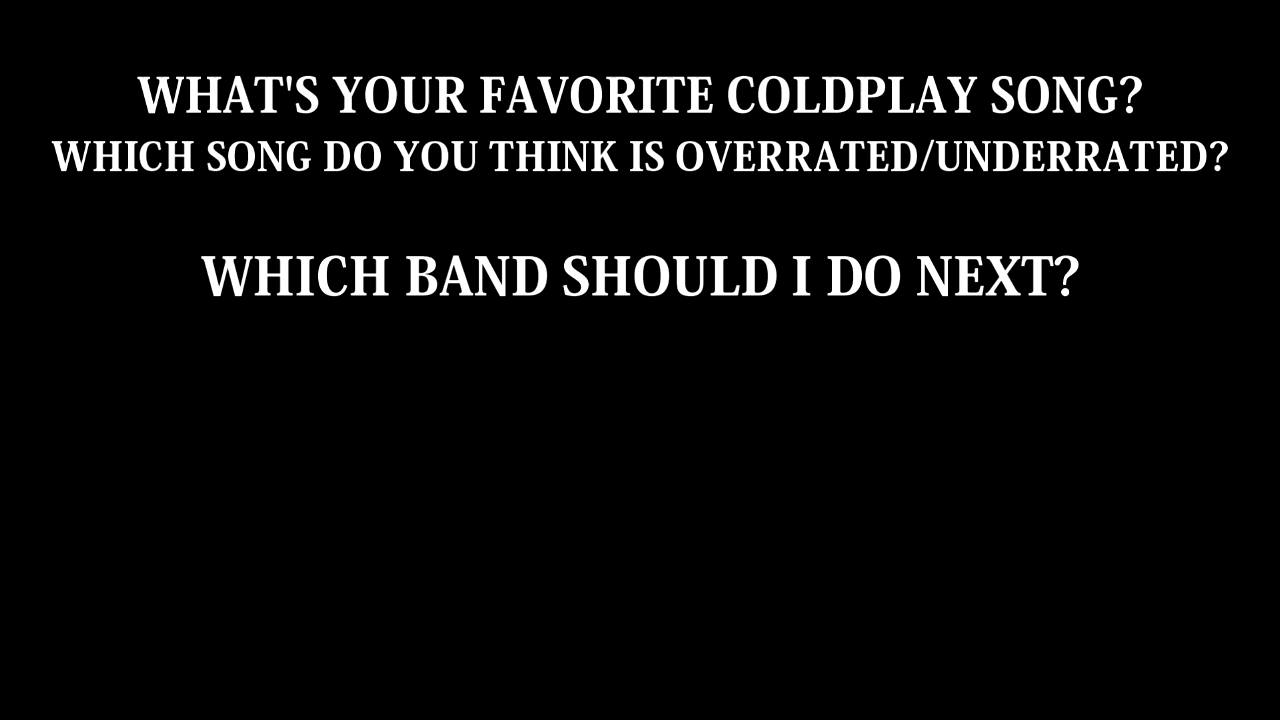 WHAT'S YOUR FAVORITE COLDPLAY SONG?
WHICH SONG DO YOU THINK IS OVERRATED/UNDERRATED?
WHICH BAND SHOULD I DO NEXT?